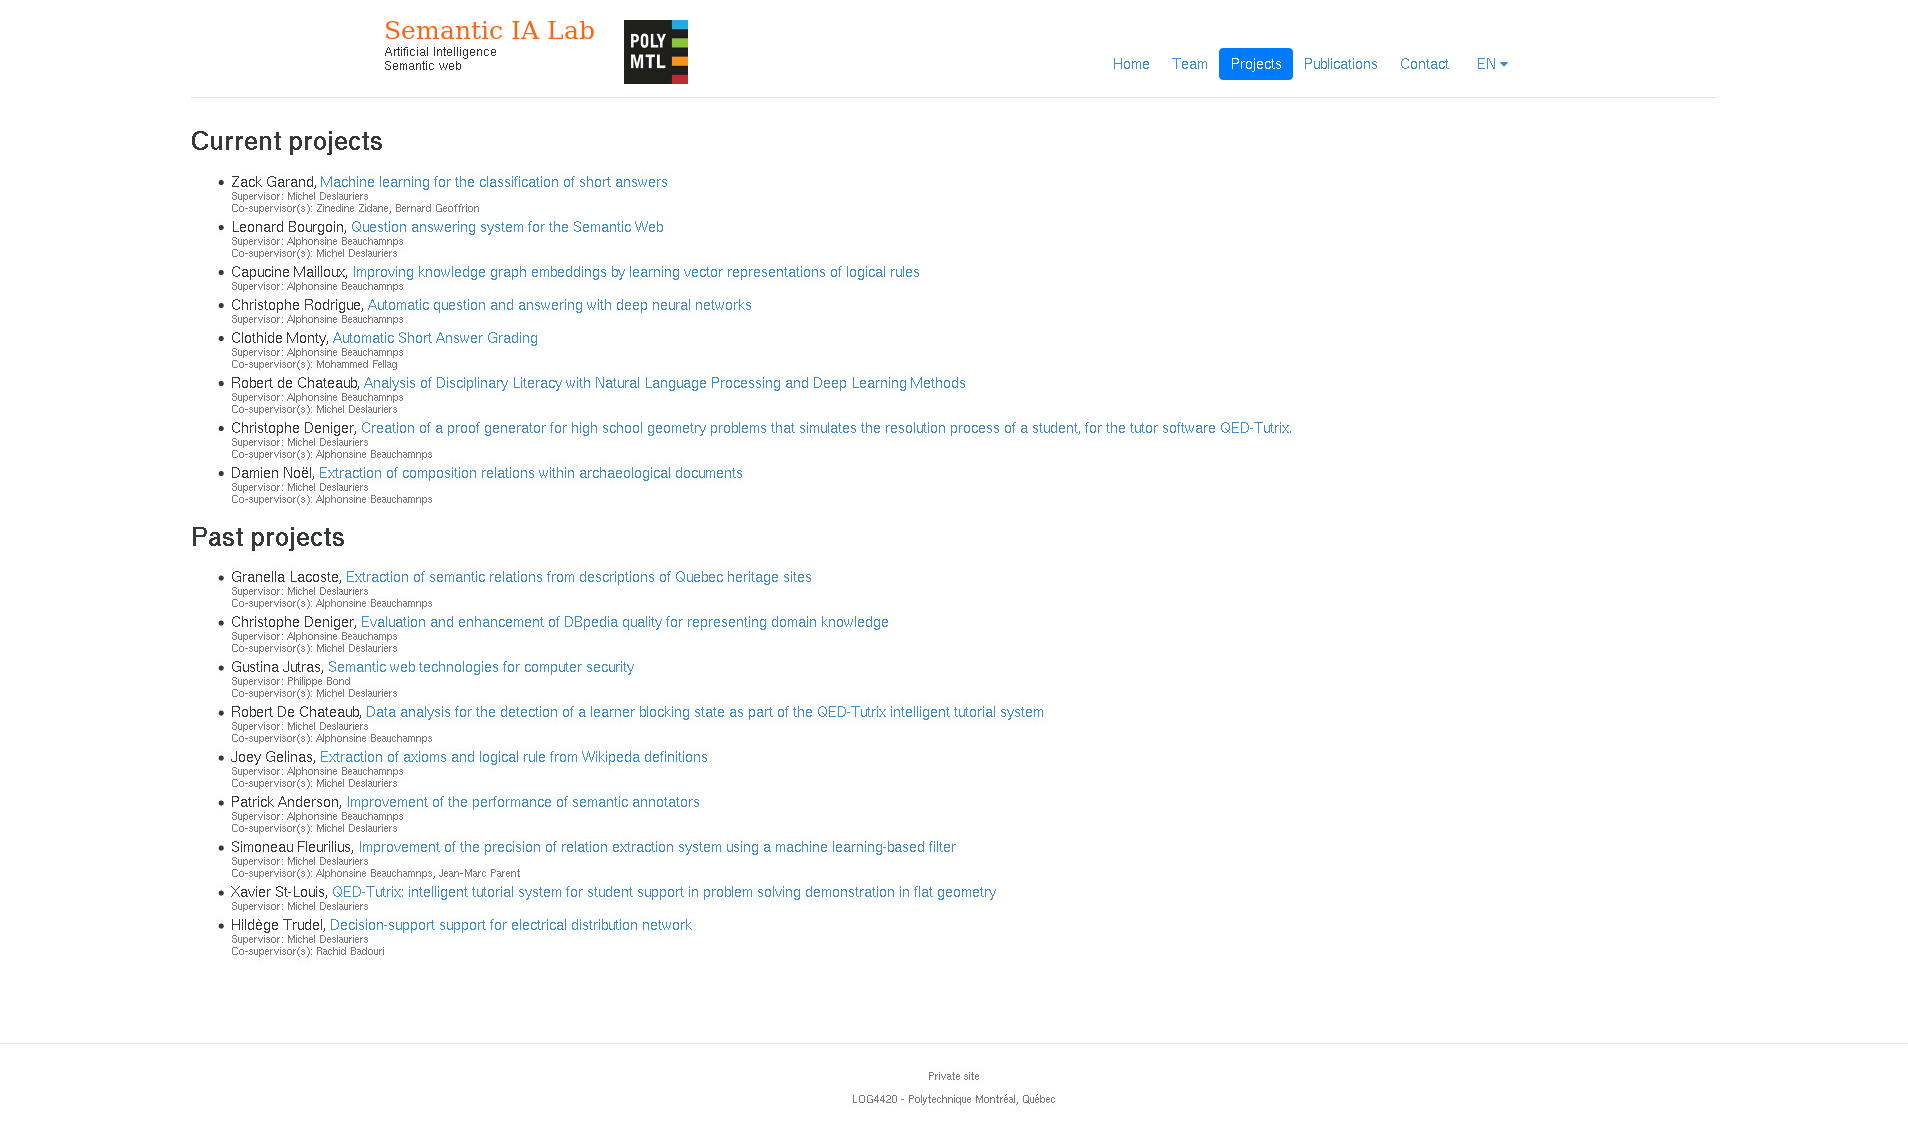 Semantic IA Lab
Artificial Intelligence
Semantic web
POLY
MTL
Home Team Projects Publications Contact EN
Current projects
Zack Garand, Machine learning for the classification of short answers
Supervisor: Michel Deslauriers
Co-supervisor(s): Zinedine Zidane, Bernard Geoffrion
Leonard Bourgoin, Question answering system for the Semantic Web
Supervisor: Alphonsine Beauchamnps
Co-supervisor(s): Michel Deslauriers
Capucine Mailloux, Improving knowledge graph embeddings by learning vector representations of logical rules
Supervisor: Alphonsine Beauchamnps
Christophe Rodrigue, Automatic question and answering with deep neural networks
Supervisor: Alphonsine Beauchamnps
Clothide Monty, Automatic Short Answer Grading
Supervisor: Alphonsine Beauchamnps
Co-supervisor(s): Mohammed Fellag
Robert de Chateaub, Analysis of Disciplinary Literacy with Natural Language Processing and Deep Learning Methods
Supervisor: Alphonsine Beauchamnps
Co-supervisor(s): Michel Deslauriers
Christophe Deniger, Creation of a proof generator for high school geometry problems that simulates the resolution process of a student, for the tutor software QED-Tutrix.
Supervisor: Michel Deslauriers
Co-supervisor(s): Alphonsine Beauchamnps
Damien Noël, Extraction of composition relations within archaeological documents
Supervisor: Michel Deslauriers
Co-supervisor(s): Alphonsine Beauchamnps
Past projects
Granella Lacoste, Extraction of semantic relations from descriptions of Quebec heritage sites
Supervisor: Michel Deslauriers
Co-supervisor(s): Alphonsine Beauchamnps
Christophe Deniger, Evaluation and enhancement of DBpedia quality for representing domain knowledge
Supervisor: Alphonsine Beauchamps
Co-supervisor(s): Michel Deslauriers
Gustina Jutras, Semantic web technologies for computer security
Supervisor: Philippe Bond
Co-supervisor(s): Michel Deslauriers
Robert De Chateaub, Data analysis for the detection of a learner blocking state as part of the QED-Tutrix intelligent tutorial system
Supervisor: Michel Deslauriers
Co-supervisor(s): Alphonsine Beauchamnps
Joey Gelinas, Extraction of axioms and logical rule from Wikipeda definitions
Supervisor: Alphonsine Beauchamnps
Co-supervisor(s): Michel Deslauriers
Patrick Anderson, Improvement of the performance of semantic annotators
Supervisor: Alphonsine Beauchamnps
Co-supervisor(s): Michel Deslauriers
Simoneau Fleurilius, Improvement of the precision of relation extraction system using a machine learning-based filter
Supervisor: Michel Deslauriers
Co-supervisor(s): Alphonsine Beauchamnps, Jean-Marc Parent
Xavier St-Louis, QED-Tutrix: intelligent tutorial system for student support in problem solving demonstration in flat geometry
Supervisor: Michel Deslauriers
Hildège Trudel, Decision-support support for electrical distribution network
Supervisor: Michel Deslauriers
Co-supervisor(s): Rachid Badouri
Private site
LOG4420 - Polytechnique Montréal, Québec